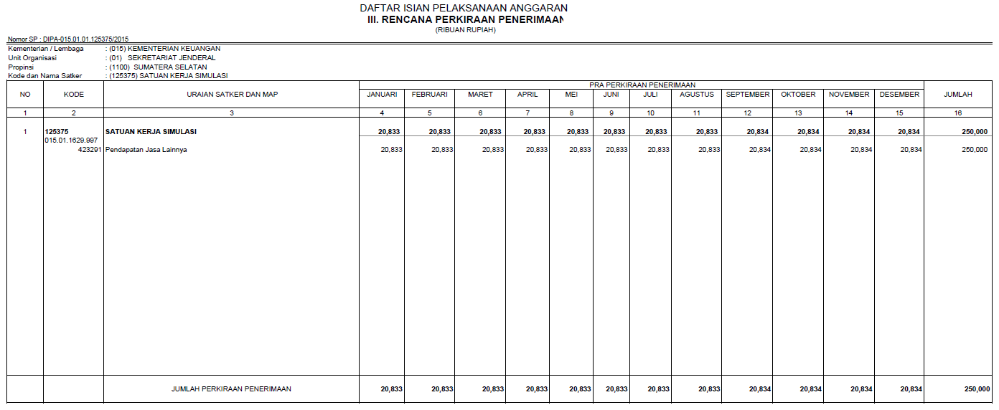 DAFTAR ISIAN PELAKSANAAN ANGGARAN
III. RENCANA PERKIRAAN PENERIMAAN
(RIBUAN RUPIAH)
Nomor SP : DIPA-015.01.01.125375/2015
Kementerian / Lembaga : (015) KEMENTERIAN KEUANGAN
Unit Organisasi : (01) SEKRETARIAT JENDERAL
Propinsi : (1100) SUMATERA SELATAN
Kode dan Nama Satker : (125375) SATUAN KERJA SIMULASI
PRA PERKIRAAN PENERIMAAN
NO KODE URAIAN SATKER DAN MAP JANUARI FEBRUARI MARET APRIL MEI JUNI JULI AGUSTUS SEPTEMBER OKTOBER NOVEMBER DESEMBER JUMLAH
1 2 3 4 5 6 7 8 9 10 11 12 13 14 15 16
1 125375 SATUAN KERJA SIMULASI 20,833 20,833 20,833 20,833 20,833 20,833 20,833 20,833 20,834 20,834 20,834 20,834 250,000
015.01.1629.997
423291 Pendapatan Jasa Lainnya 20,833 20,833 20,833 20,833 20,833 20,833 20,833 20,833 20,834 20,834 20,834 20,834 250,000
JUMLAH PERKIRAAN PENERIMAAN 20,833 20,833 20,833 20,833 20,833 20,833 20,833 20,833 20,834 20,834 20,834 20,834 250,000